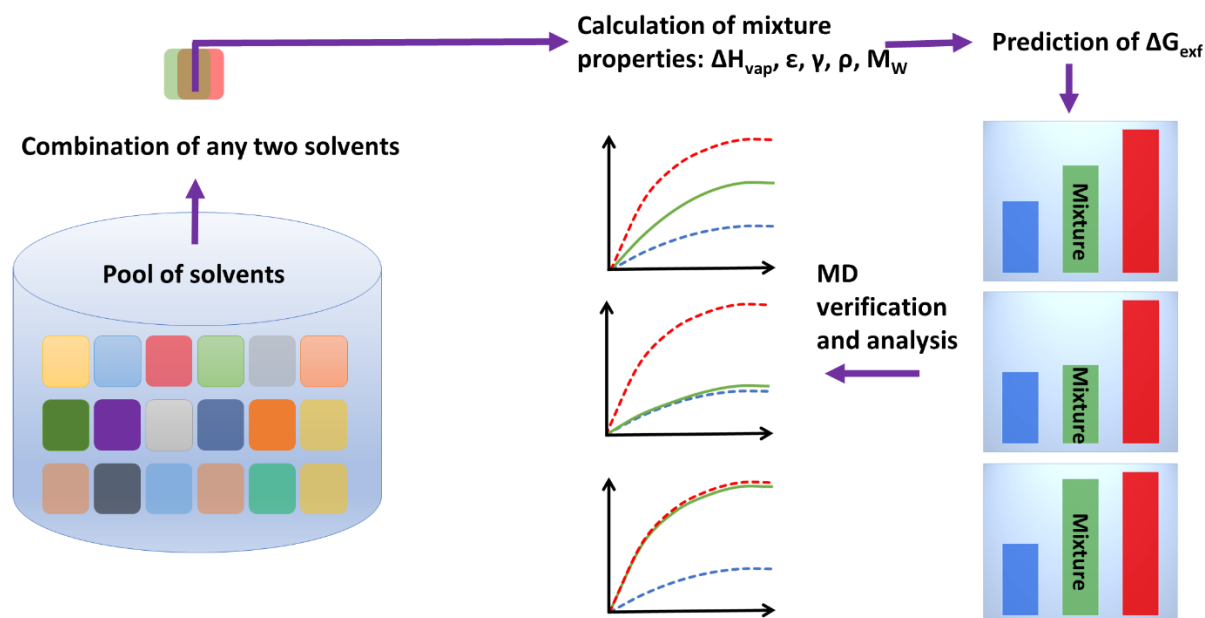 Calculation of mixture
properties: ΔHvap, ε, γ, ρ, MW
Prediction of ΔGexf
Combination of any two solvents
Pool of solvents
MD
verification
and analysis
Mixture
Mixture
Mixture